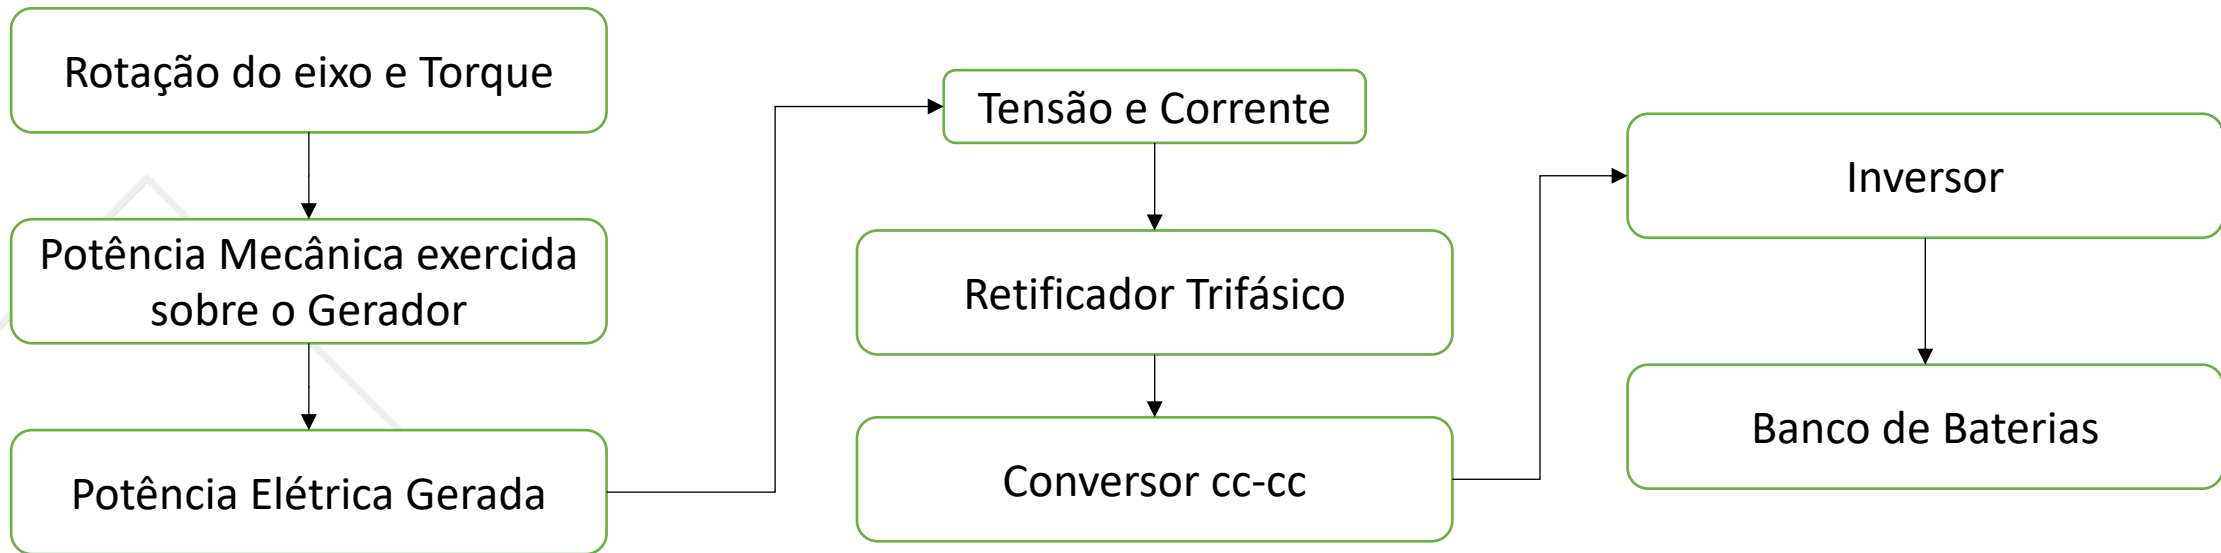 Rotação do eixo e Torque
Potência Mecânica exercida
sobre o Gerador
Potência Elétrica Gerada
Tensão e Corrente
Retificador Trifásico
Conversor cc-cc
Inversor
Banco de Baterias